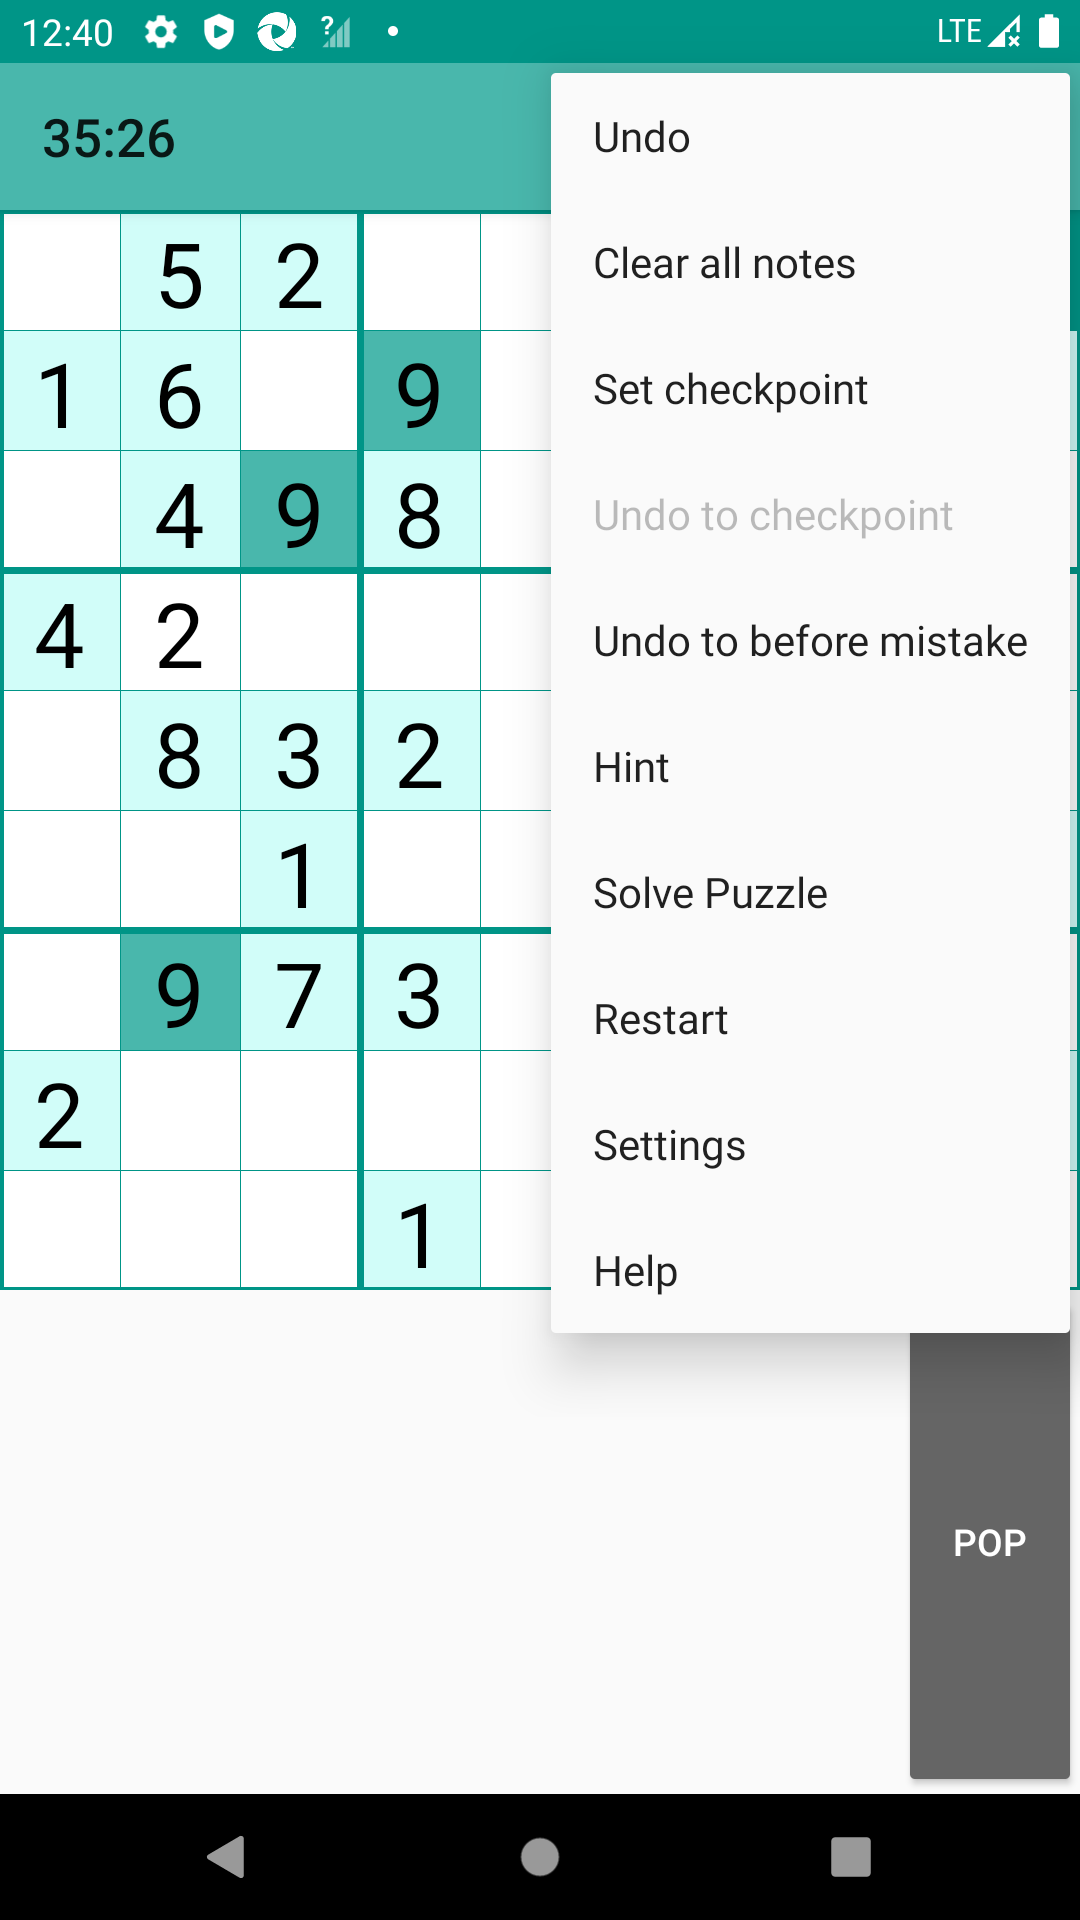 12:40 ? LTE
35:26
Undo
Clear all notes
Set checkpoint
Undo to checkpoint
Undo to before mistake
Hint
Solve Puzzle
Restart
Settings
Help
5 2
1 6 9
4 9 8
4 2
8 3 2
1
9 7 3
2
1
POP